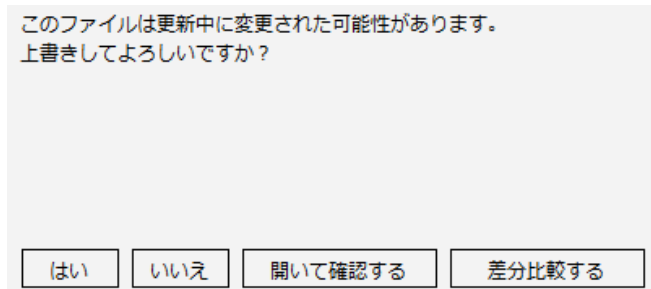 このファイルは更新中に変更された可能性があります。
上書きしてよろしいですか？
はい いいえ 開いて確認する 差分比較する